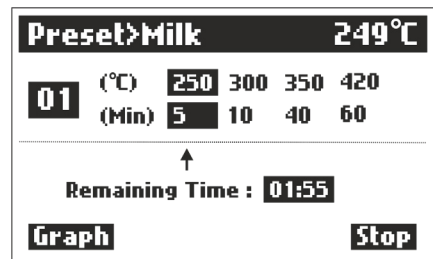 Preset>Milk 249℃
01 (℃) 250 300 350 420
(Min) 5 10 40 60
Remaining Time : 01:55
Graph Stop